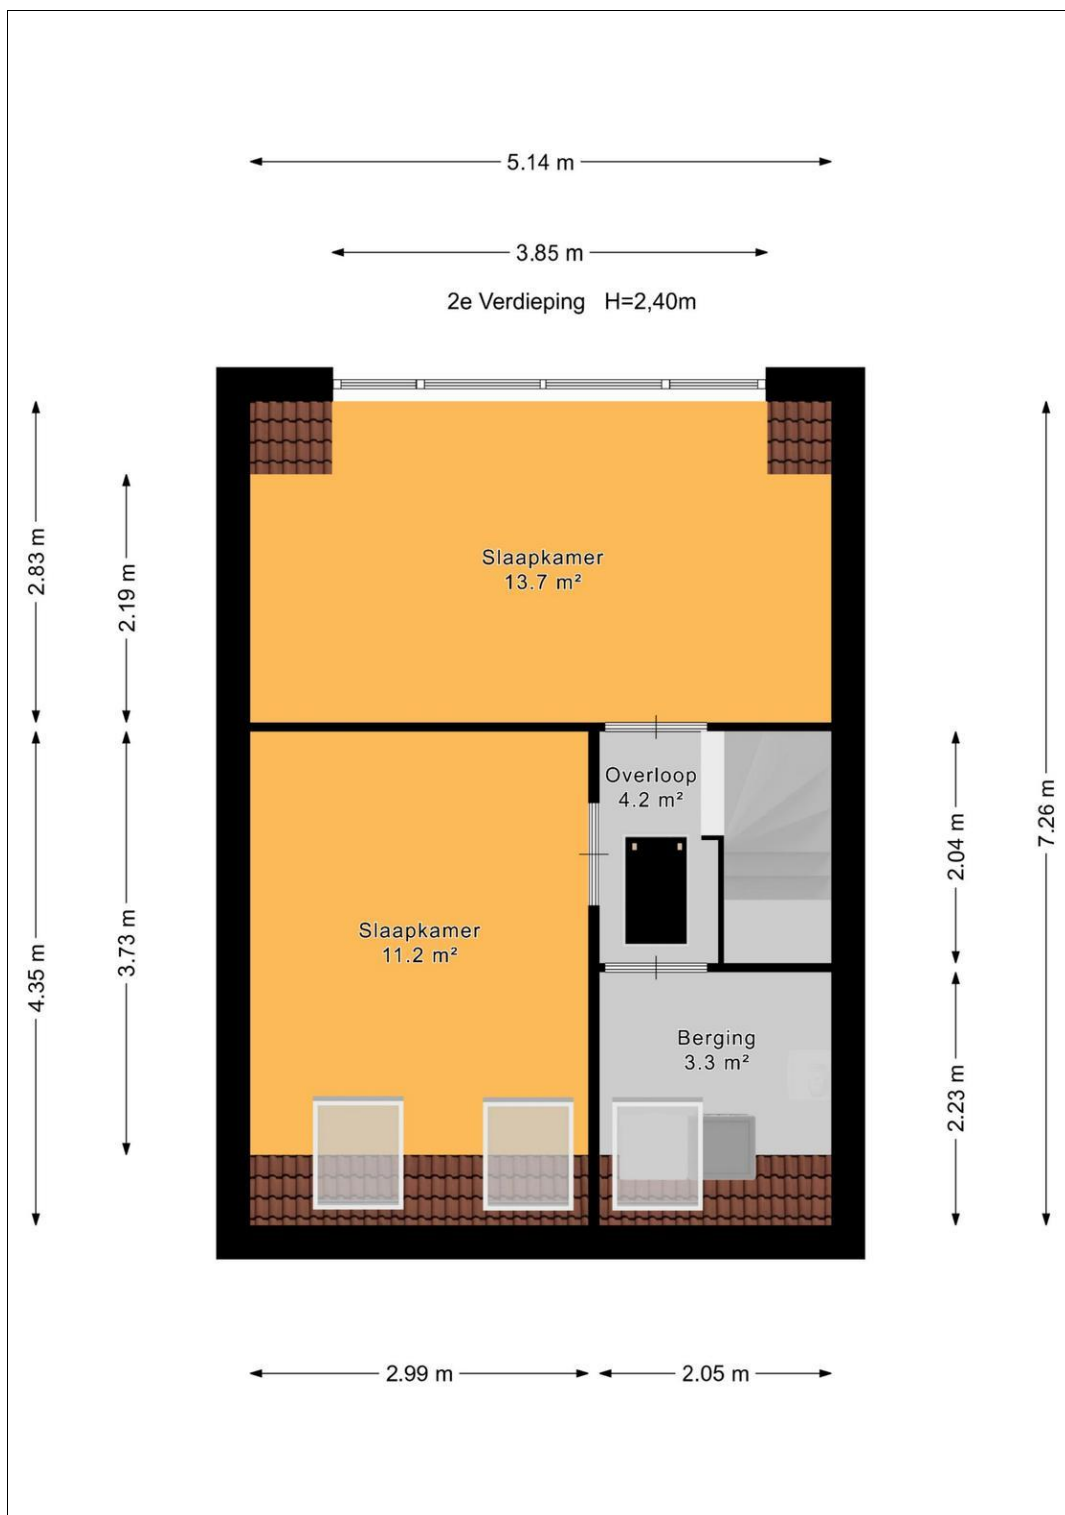 5.14 m
3.85 m
2e Verdieping H=2,40m
2.83 m
2.19 m
Slaapkamer
13.7 m²
Overloop
4.2 m²
7.26 m
2.04 m
3.73 m
4.35 m
Slaapkamer
11.2 m²
Berging
3.3 m²
2.23 m
2.99 m
2.05 m